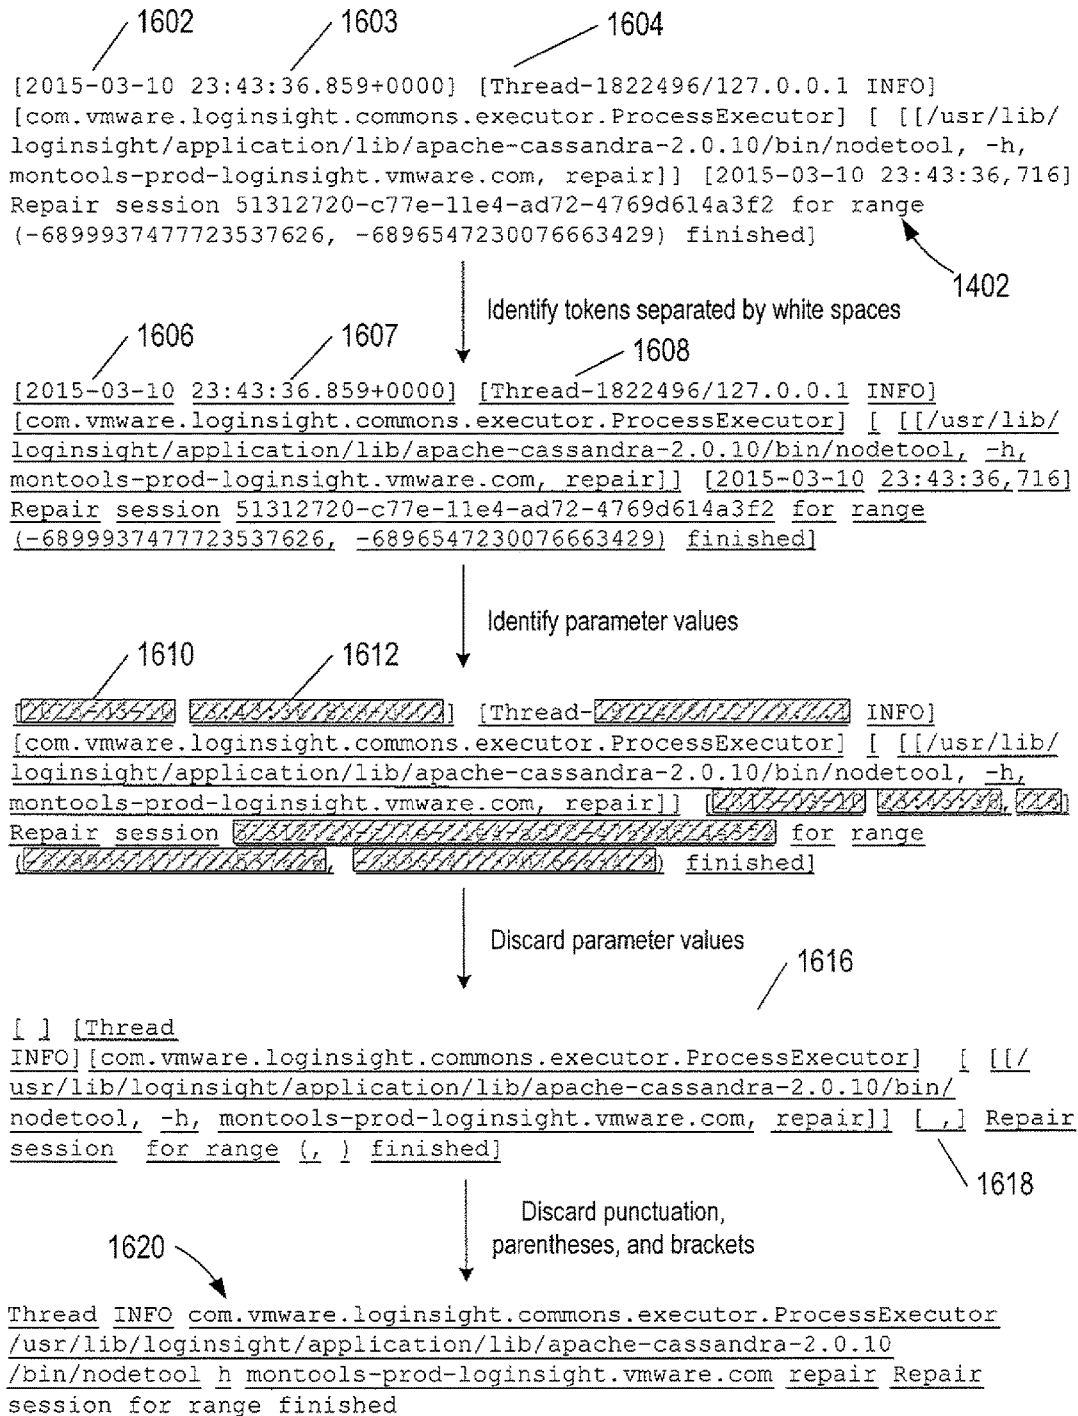 1602 1603 1604
[2015-03-10 23:43:36.859+0000] [Thread-1822496/127.0.0.1 INFO]
[com.vmware.loginsight.commons.executor.ProcessExecutor] [ [[/usr/lib/
loginsight/application/lib/apache-cassandra-2.0.10/bin/nodetool, -h,
montools-prod-loginsight.vmware.com, repair]] [2015-03-10 23:43:36,716]
Repair session 51312720-c77e-11e4-ad72-4769d614a3f2 for range
(-6899937477723537626, -6896547230076663429) finished]
1402
Identify tokens separated by white spaces
1606 1607 1608
[2015-03-10 23:43:36.859+0000] [Thread-1822496/127.0.0.1 INFO]
[com.vmware.loginsight.commons.executor.ProcessExecutor] [ [[/usr/lib/
loginsight/application/lib/apache-cassandra-2.0.10/bin/nodetool, -h,
montools-prod-loginsight.vmware.com, repair]] [2015-03-10 23:43:36,716]
Repair session 51312720-c77e-11e4-ad72-4769d614a3f2 for range
(-6899937477723537626, -6896547230076663429) finished]
Identify parameter values
1610 1612
[ ] [Thread- INFO]
[com.vmware.loginsight.commons.executor.ProcessExecutor] [ [[/usr/lib/
loginsight/application/lib/apache-cassandra-2.0.10/bin/nodetool, -h,
montools-prod-loginsight.vmware.com, repair]] [ , ]
Repair session for range
( , ) finished]
Discard parameter values
1616
[ ] [Thread
INFO][com.vmware.loginsight.commons.executor.ProcessExecutor] [ [[/
usr/lib/loginsight/application/lib/apache-cassandra-2.0.10/bin/
nodetool, -h, montools-prod-loginsight.vmware.com, repair]] [ ,] Repair
session for range (, ) finished]
1618
Discard punctuation,
parentheses, and brackets
1620
Thread INFO com.vmware.loginsight.commons.executor.ProcessExecutor
/usr/lib/loginsight/application/lib/apache-cassandra-2.0.10
/bin/nodetool h montools-prod-loginsight.vmware.com repair Repair
session for range finished